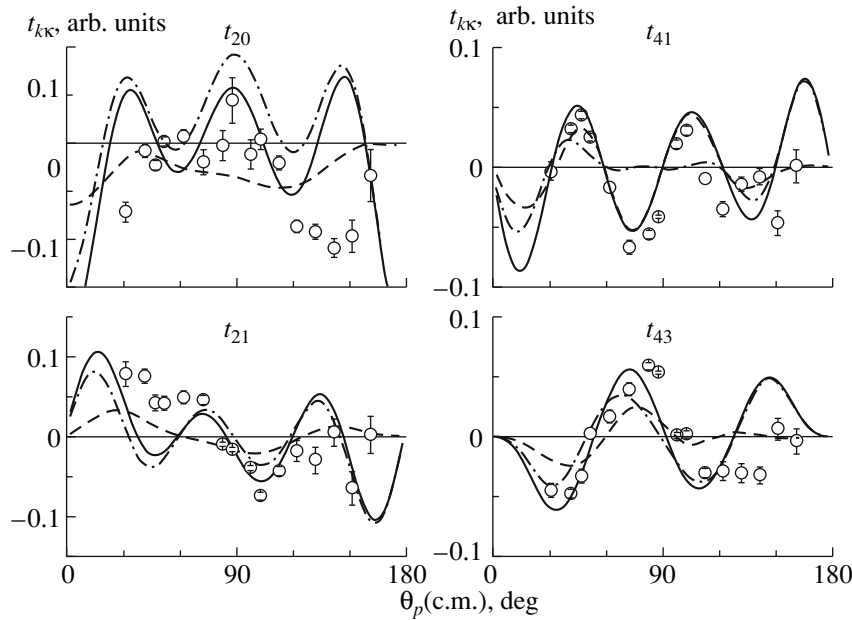 t_{kκ}, arb. units
t_{kκ}, arb. units
t_{20}
t_{41}
0.1
0
−0.1
0.1
0
−0.1
t_{21}
t_{43}
0.1
0
−0.1
0.1
0
−0.1
0 90 180 0 90 180
θ_p(c.m.), deg